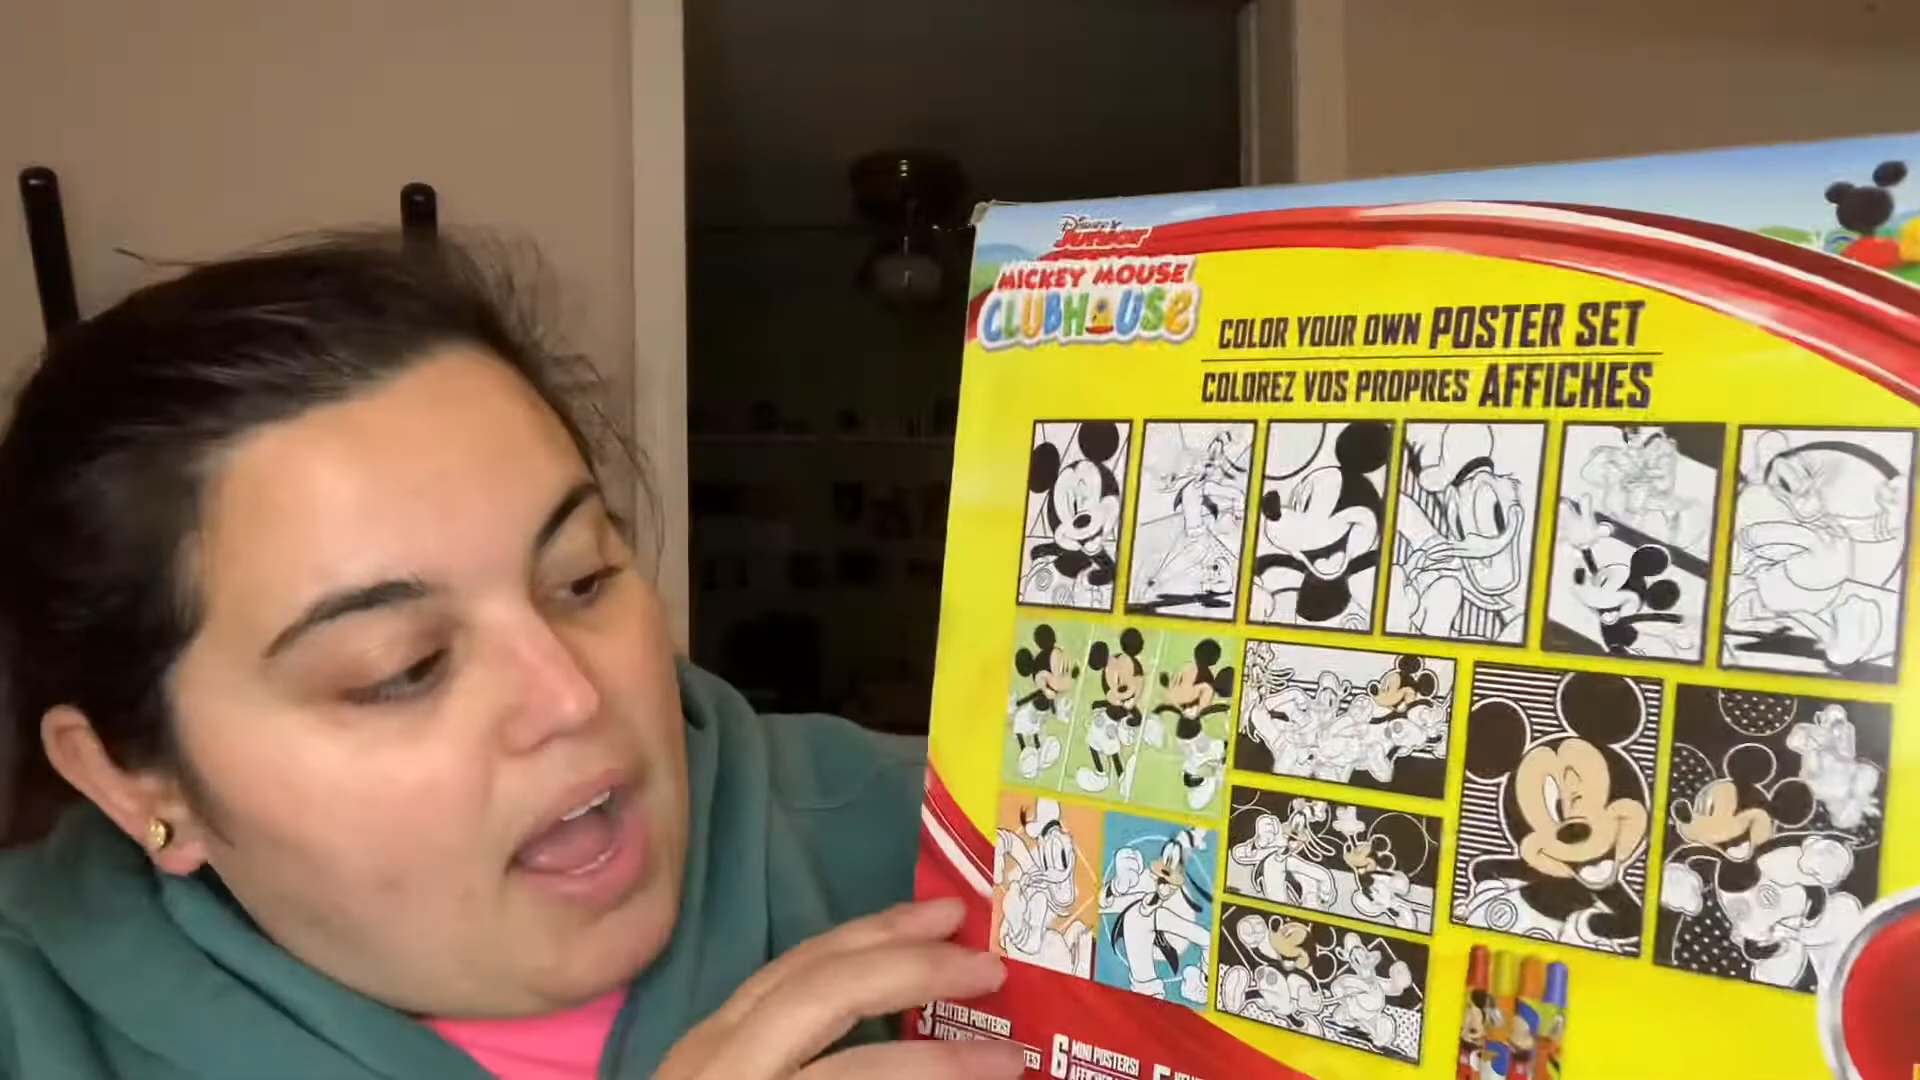 Disney
Junior
MICKEY MOUSE
CLUBHOUSE
COLOR YOUR OWN POSTER SET
COLOREZ VOS PROPRES AFFICHES
3 GLITTER POSTERS!
6 MINI POSTERS!